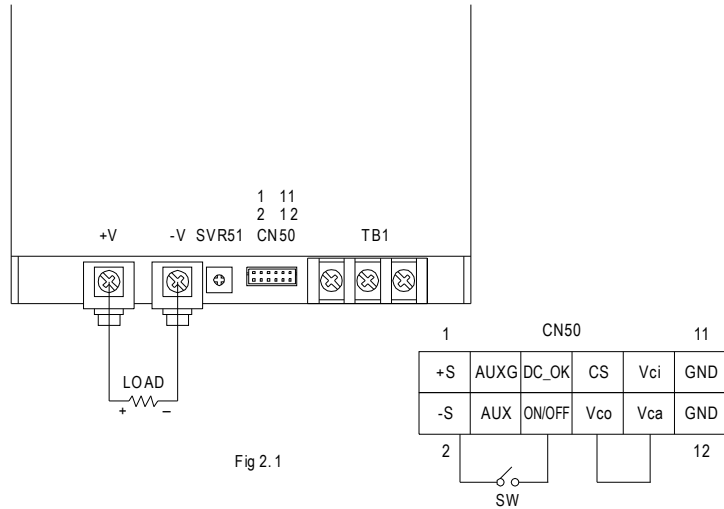 1 11
2 12
+V -V SVR51 CN50 TB1
LOAD
+ −
Fig 2.1
1 CN50 11
+S AUXG DC_OK CS Vci GND
-S AUX ON/OFF Vco Vca GND
2 12
SW